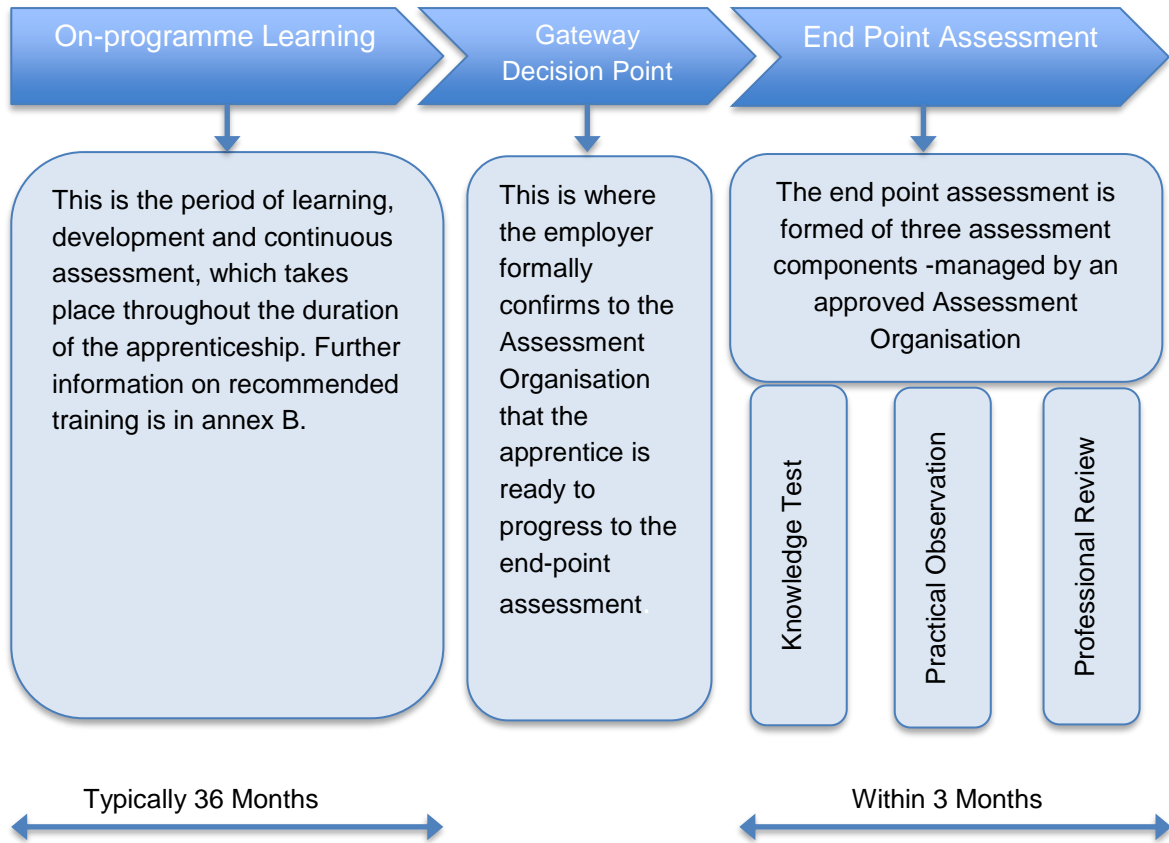 On-programme Learning
Gateway
Decision Point
End Point Assessment
This is the period of learning,
development and continuous
assessment, which takes
place throughout the duration
of the apprenticeship. Further
information on recommended
training is in annex B.
This is where
the employer
formally
confirms to the
Assessment
Organisation
that the
apprentice is
ready to
progress to the
end-point
assessment.
The end point assessment is
formed of three assessment
components -managed by an
approved Assessment
Organisation
Knowledge Test
Practical Observation
Professional Review
Typically 36 Months
Within 3 Months